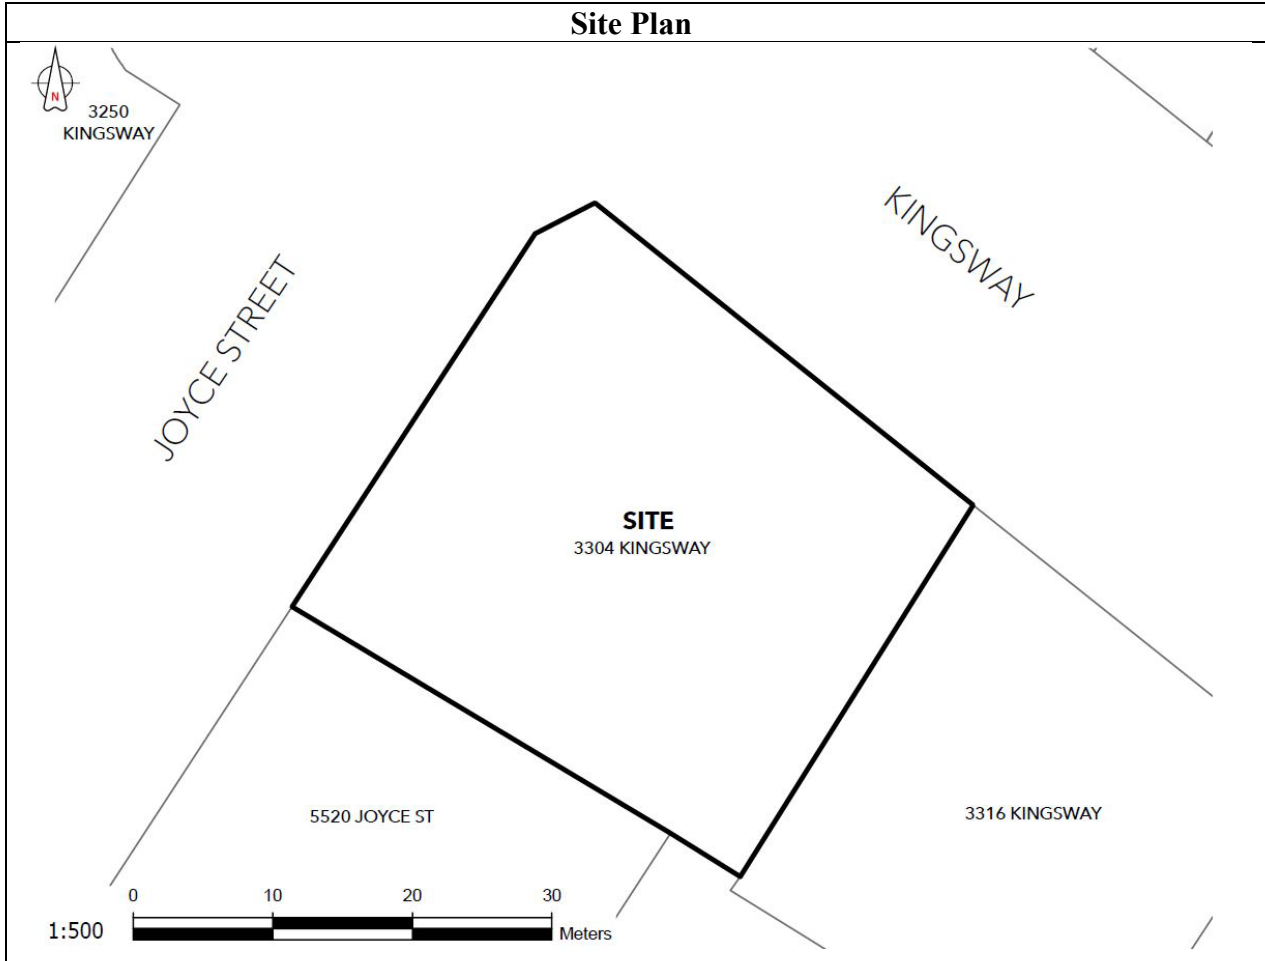 Site Plan
N
3250
KINGSWAY
KINGSWAY
JOYCE STREET
SITE
3304 KINGSWAY
5520 JOYCE ST
3316 KINGSWAY
0 10 20 30
1:500
Meters